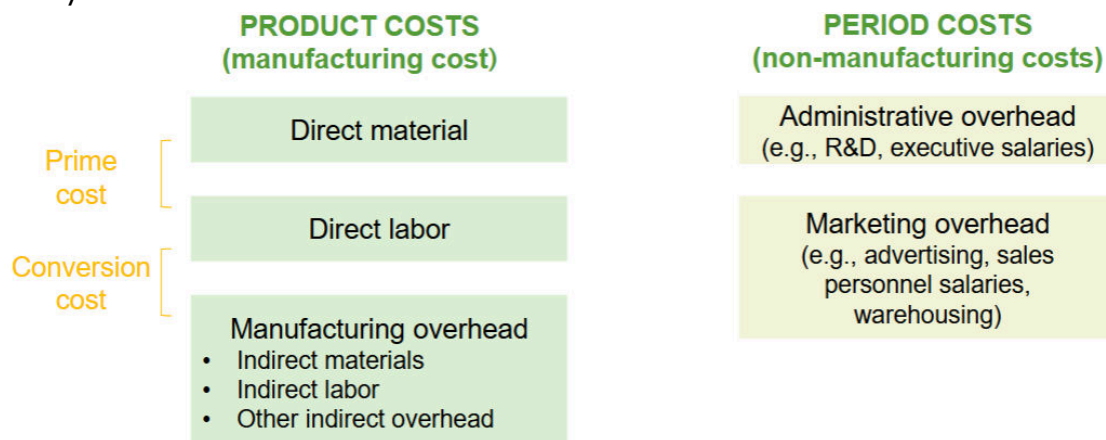 PRODUCT COSTS
(manufacturing cost)
Direct material
Prime
cost
Direct labor
Conversion
cost
Manufacturing overhead
• Indirect materials
• Indirect labor
• Other indirect overhead
PERIOD COSTS
(non-manufacturing costs)
Administrative overhead
(e.g., R&D, executive salaries)
Marketing overhead
(e.g., advertising, sales
personnel salaries,
warehousing)